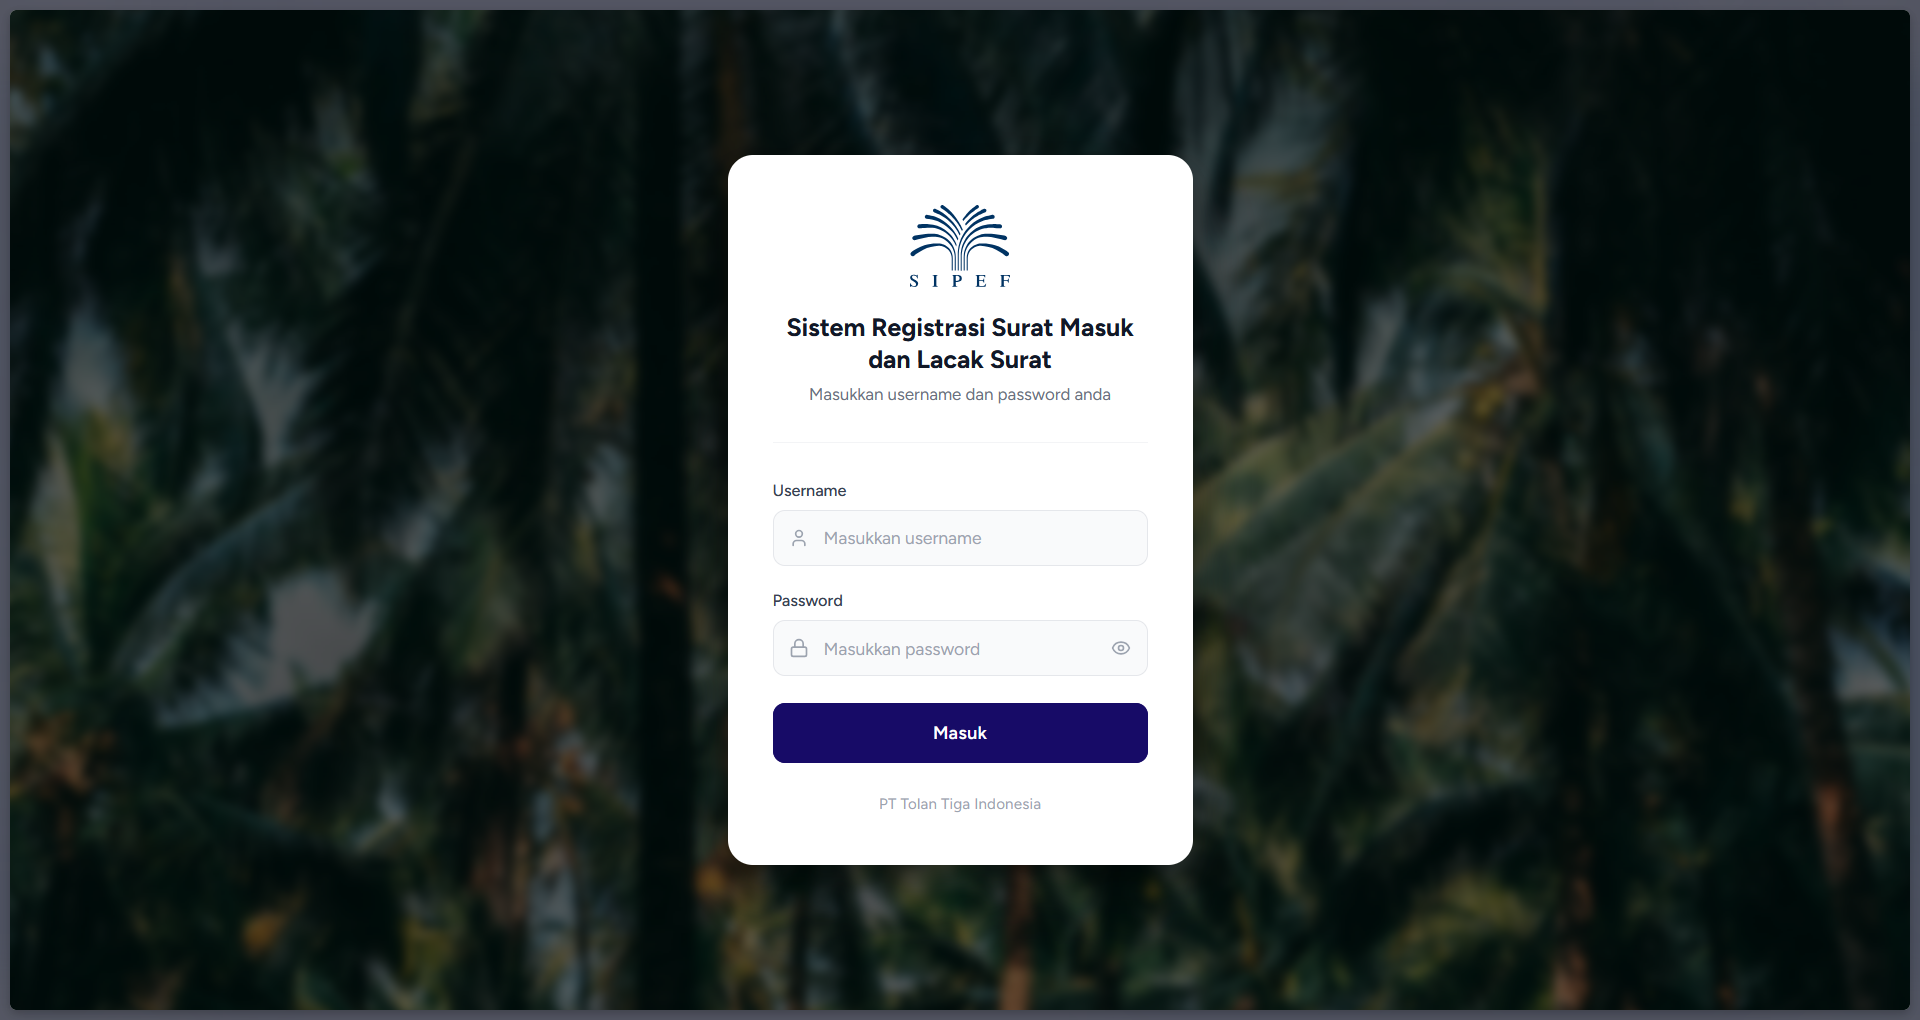 S I P E F
Sistem Registrasi Surat Masuk
dan Lacak Surat
Masukkan username dan password anda
Username
Masukkan username
Password
Masukkan password
Masuk
PT Tolan Tiga Indonesia